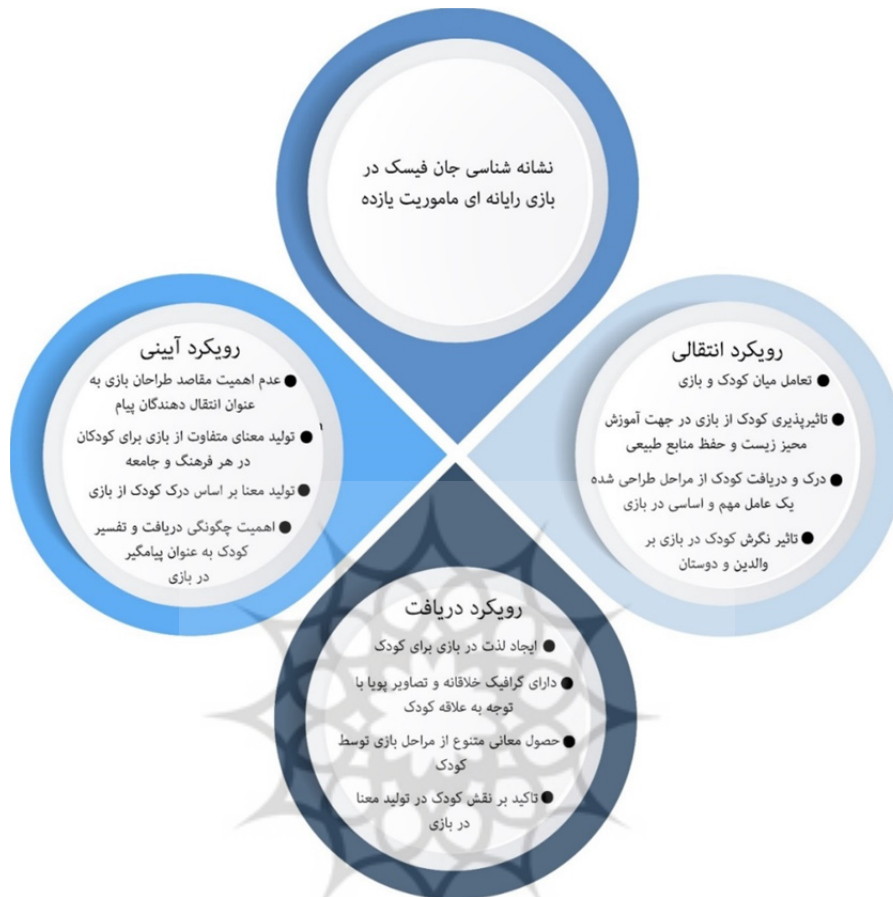 نشانه شناسی جان فیسک در
بازی رایانه ای ماموریت یازده
رویکرد انتقالی
● تعامل میان کودک و بازی
● تاثیرپذیری کودک از بازی در جهت آموزش
محیز زیست و حفظ منابع طبیعی
● درک و دریافت کودک از مراحل طراحی شده
یک عامل مهم و اساسی در بازی
● تاثیر نگرش کودک در بازی بر
والدین و دوستان
رویکرد آیینی
● عدم اهمیت مقاصد طراحان بازی به
عنوان انتقال دهندگان پیام
● تولید معنای متفاوت از بازی برای کودکان
در هر فرهنگ و جامعه
● تولید معنا بر اساس درک کودک از بازی
● اهمیت چگونگی دریافت و تفسیر
کودک به عنوان پیامگیر
در بازی
رویکرد دریافت
● ایجاد لذت در بازی برای کودک
● دارای گرافیک خلاقانه و تصاویر پویا با
توجه به علاقه کودک
● حصول معانی متنوع از مراحل بازی توسط
کودک
● تاکید بر نقش کودک در تولید معنا
در بازی